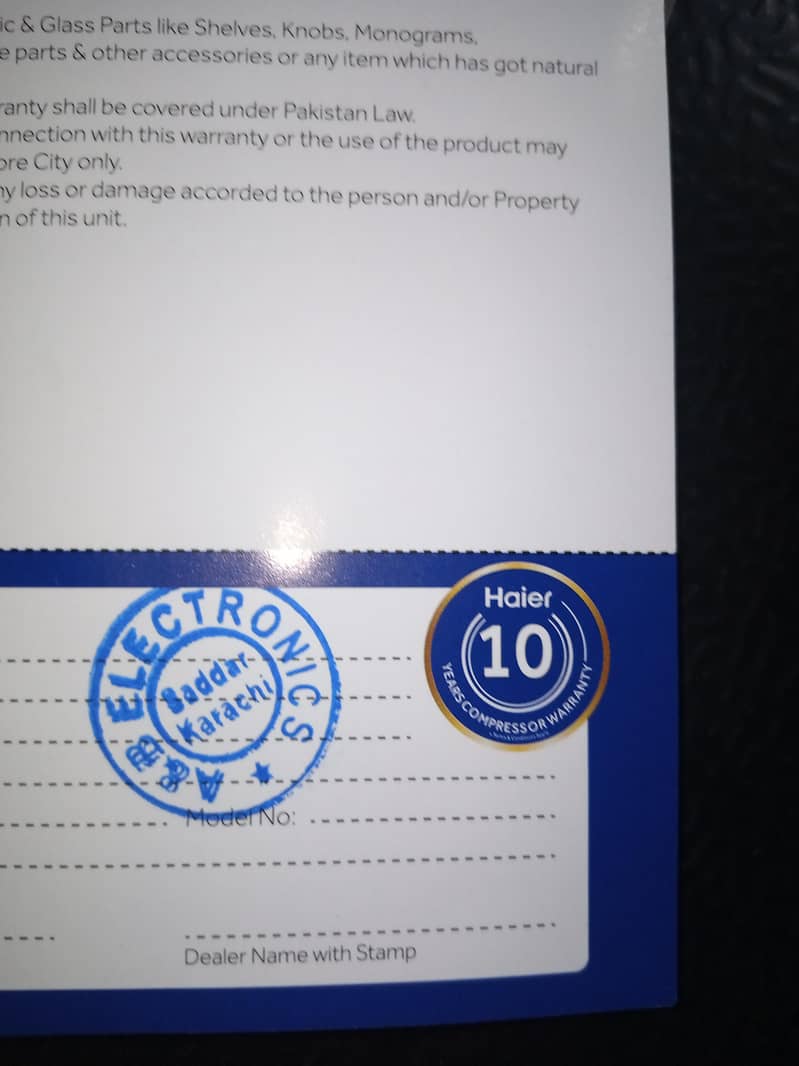 ic & Glass Parts like Shelves, Knobs, Monograms,
e parts & other accessories or any item which has got natural
ranty shall be covered under Pakistan Law.
nnection with this warranty or the use of the product may
ore City only.
ny loss or damage accorded to the person and/or Property
n of this unit.
Haier
10
YEARS COMPRESSOR WARRANTY
ELECTRONICS
Saddar
Karachi
Model No:
Dealer Name with Stamp